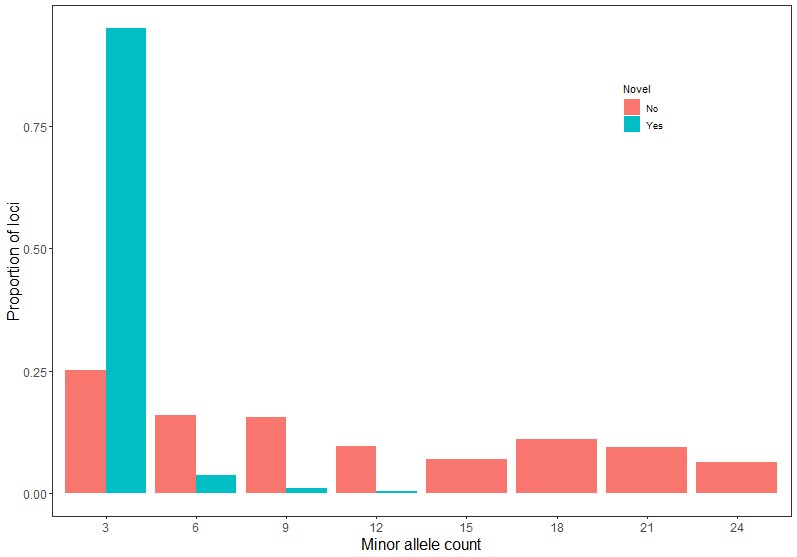 Novel
No
Yes
0.75
0.50
0.25
0.00
Proportion of loci
3 6 9 12 15 18 21 24
Minor allele count